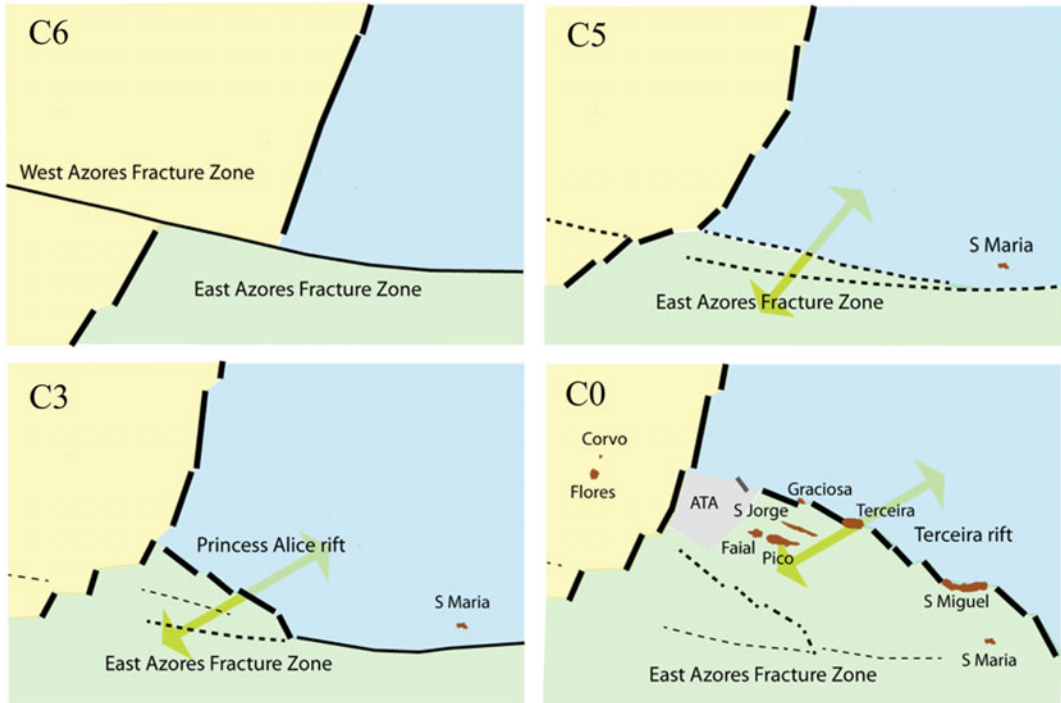 C6
West Azores Fracture Zone
East Azores Fracture Zone
C5
S Maria
East Azores Fracture Zone
C3
Princess Alice rift
S Maria
East Azores Fracture Zone
C0
Corvo
Flores
ATA
Graciosa
S Jorge
Terceira
Faial
Pico
Terceira rift
S Miguel
S Maria
East Azores Fracture Zone